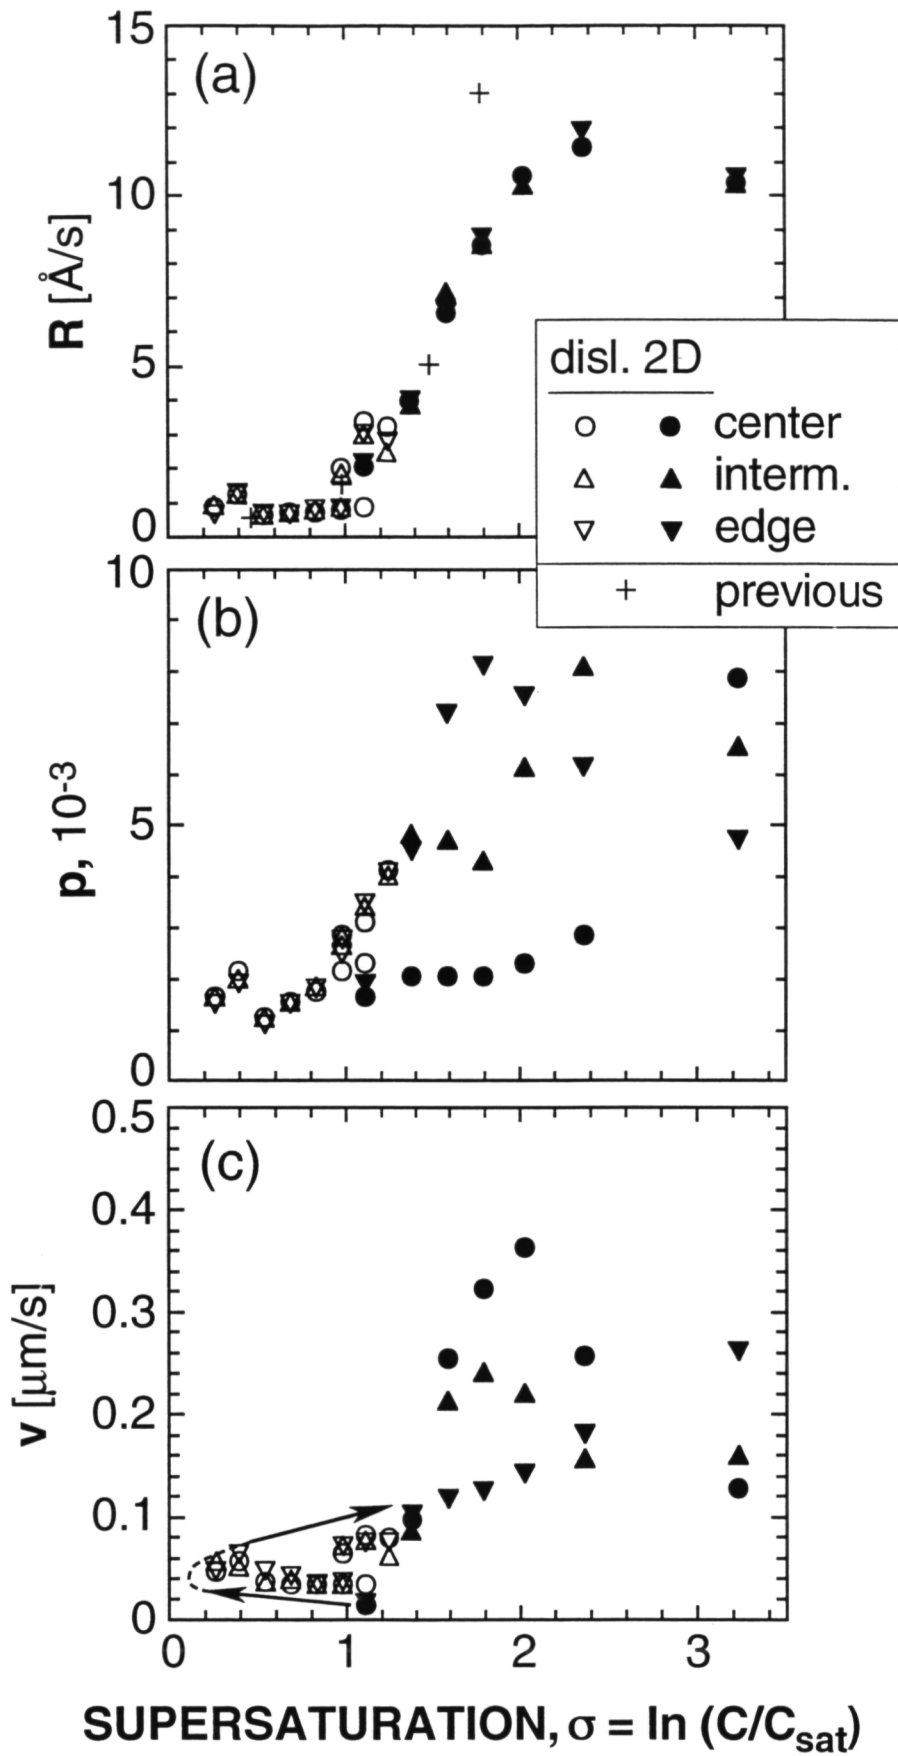 15
(a)
10
R [Å/s]
5
0
disl. 2D
center
interm.
edge
previous
10
(b)
p, 10-3
5
0
0.5
(c)
0.4
0.3
v [μm/s]
0.2
0.1
0
0 1 2 3
SUPERSATURATION, σ = ln (C/Csat)